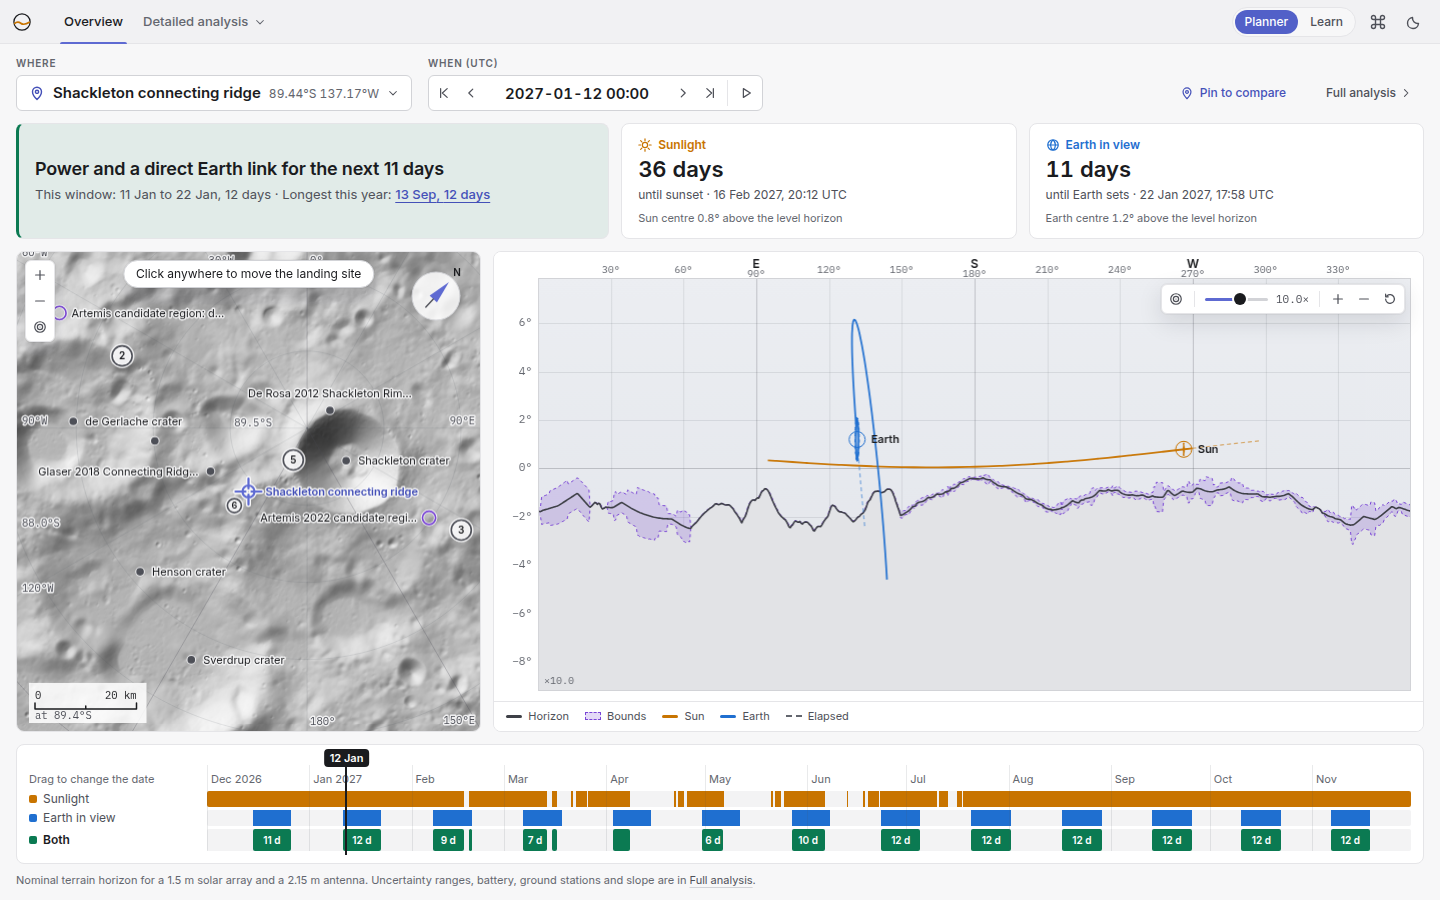 Overview
Detailed analysis
Planner
Learn
WHERE
WHEN (UTC)
Shackleton connecting ridge 89.44°S 137.17°W
2027-01-12 00:00
Pin to compare
Full analysis
Power and a direct Earth link for the next 11 days
This window: 11 Jan to 22 Jan, 12 days · Longest this year: 13 Sep, 12 days
Sunlight
36 days
until sunset · 16 Feb 2027, 20:12 UTC
Sun centre 0.8° above the level horizon
Earth in view
11 days
until Earth sets · 22 Jan 2027, 17:58 UTC
Earth centre 1.2° above the level horizon
Click anywhere to move the landing site
N
Artemis candidate region: d...
2
De Rosa 2012 Shackleton Rim...
90°W
de Gerlache crater
89.5°S
90°E
5
Shackleton crater
Glaser 2018 Connecting Ridg...
Shackleton connecting ridge
6
Artemis 2022 candidate regi...
88.0°S
3
Henson crater
120°W
Sverdrup crater
0 20 km
at 89.4°S
180°
150°E
E S W
30° 60° 90° 120° 150° 180° 210° 240° 270° 300° 330°
10.0×
6°
4°
2°
0°
−2°
−4°
−6°
−8°
Earth
Sun
×10.0
Horizon
Bounds
Sun
Earth
Elapsed
12 Jan
Drag to change the date
Dec 2026 Jan 2027 Feb Mar Apr May Jun Jul Aug Sep Oct Nov
Sunlight
Earth in view
Both
11 d 12 d 9 d 7 d 6 d 10 d 12 d 12 d 12 d 12 d 12 d 12 d
Nominal terrain horizon for a 1.5 m solar array and a 2.15 m antenna. Uncertainty ranges, battery, ground stations and slope are in Full analysis.